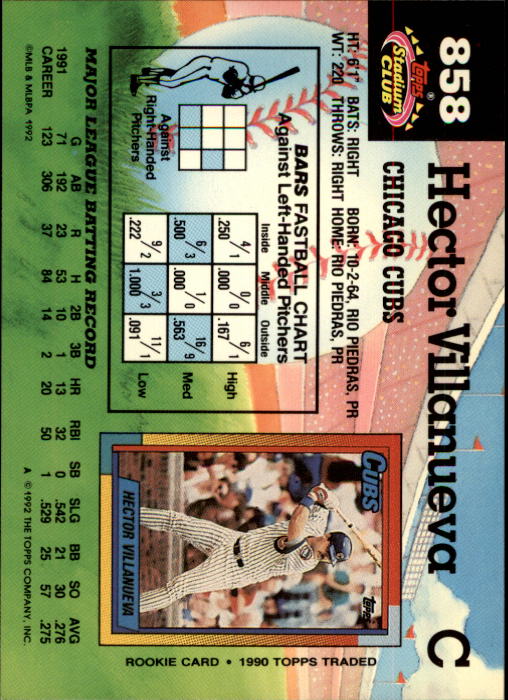 858
Topps®
Stadium
CLUB
Hector Villanueva C
CHICAGO CUBS
HT: 6'1" BATS: RIGHT BORN: 10-2-64, RIO PIEDRAS, PR
WT: 220 THROWS: RIGHT HOME: RIO PIEDRAS, PR
BARS FASTBALL CHART
Against Left-Handed Pitchers
Inside Middle Outside
4/1 0/0 6/1
.250 .000 .167 High
6/3 1/0 16/9
.500 .000 .563 Med
9/2 3/3 11/1
.222 1.000 .091 Low
Against
Right-Handed
Pitchers
CUBS
HECTOR VILLANUEVA
Topps
ROOKIE CARD • 1990 TOPPS TRADED
MAJOR LEAGUE BATTING RECORD
G AB R H 2B 3B HR RBI SB SLG BB SO AVG
1991 71 192 23 53 10 1 13 32 0 .542 21 30 .276
CAREER 123 306 37 84 14 2 20 50 1 .529 25 57 .275
©MLB & MLBPA 1992
A ©1992 THE TOPPS COMPANY, INC.